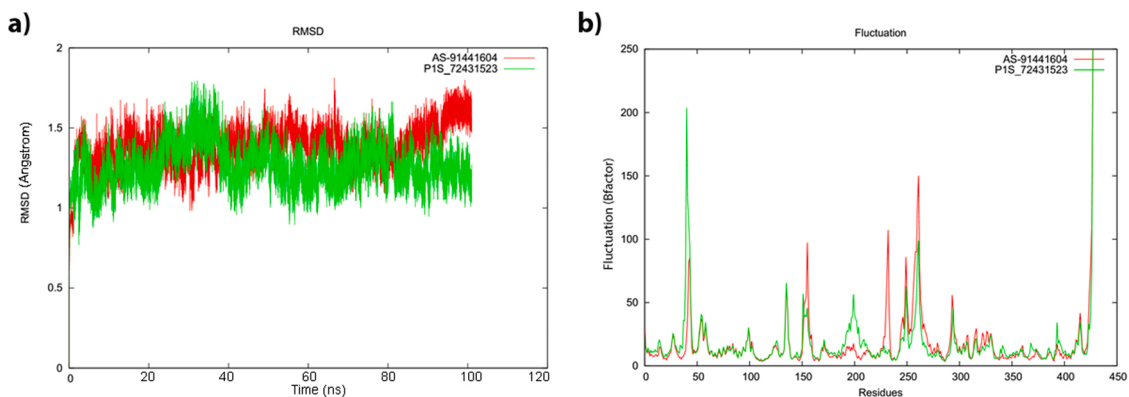 a)
RMSD
AS-91441604
P1S_72431523
RMSD (Angstrom)
2
1.5
1
0.5
0
0 20 40 60 80 100 120
Time (ns)
b)
Fluctuation
AS-91441604
P1S_72431523
Fluctuation (Bfactor)
250
200
150
100
50
0
0 50 100 150 200 250 300 350 400 450
Residues